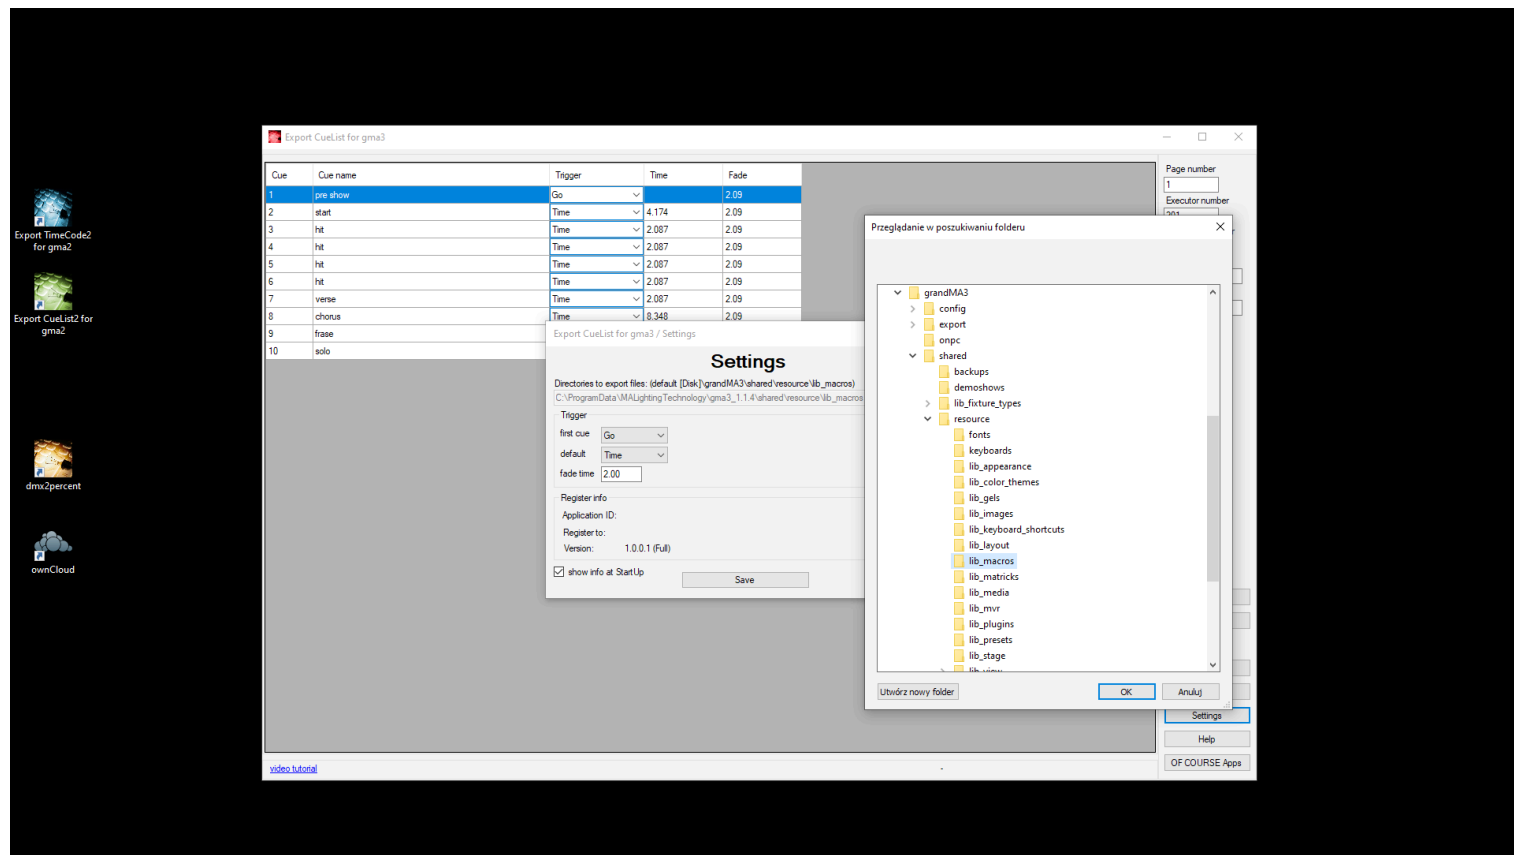 Export TimeCode2
for gma2
Export CueList2 for
gma2
dmx2percent
ownCloud
Export CueList for gma3
Cue Cue name Trigger Time Fade
1 pre show Go 2.09
2 start Time 4.174 2.09
3 hit Time 2.087 2.09
4 hit Time 2.087 2.09
5 hit Time 2.087 2.09
6 hit Time 2.087 2.09
7 verse Time 2.087 2.09
8 chorus Time 8.348 2.09
9 frase
10 solo
Page number
1
Executor number
201
Export CueList for gma3 / Settings
Settings
Directories to export files: (default [Disk]\grandMA3\shared\resource\lib_macros)
C:\ProgramData\MALightingTechnology\gma3_1.1.4\shared\resource\lib_macros
Trigger
first cue Go
default Time
fade time 2.00
Register info
Application ID:
Register to:
Version: 1.0.0.1 (Full)
show info at StartUp
Save
Przeglądanie w poszukiwaniu folderu
grandMA3
config
export
onpc
shared
backups
demoshows
lib_fixture_types
resource
fonts
keyboards
lib_appearance
lib_color_themes
lib_gels
lib_images
lib_keyboard_shortcuts
lib_layout
lib_macros
lib_matricks
lib_media
lib_mvr
lib_plugins
lib_presets
lib_stage
lib_view
Utwórz nowy folder OK Anuluj
Settings
Help
OF COURSE Apps
video tutorial